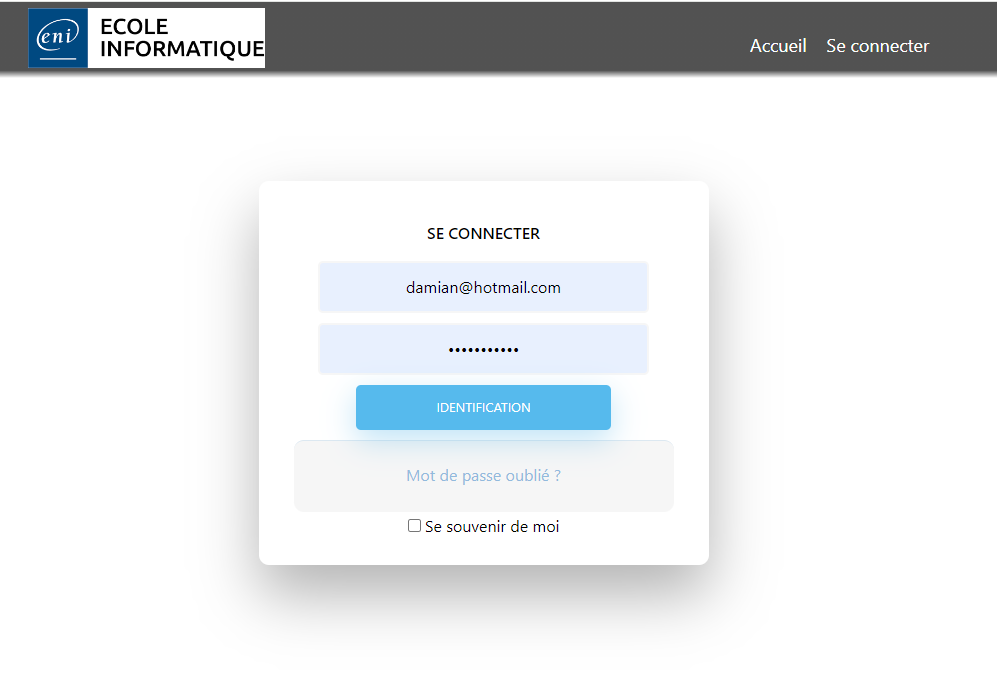 eni
ECOLE
INFORMATIQUE
Accueil Se connecter
SE CONNECTER
damian@hotmail.com
•••••••••••
IDENTIFICATION
Mot de passe oublié ?
Se souvenir de moi